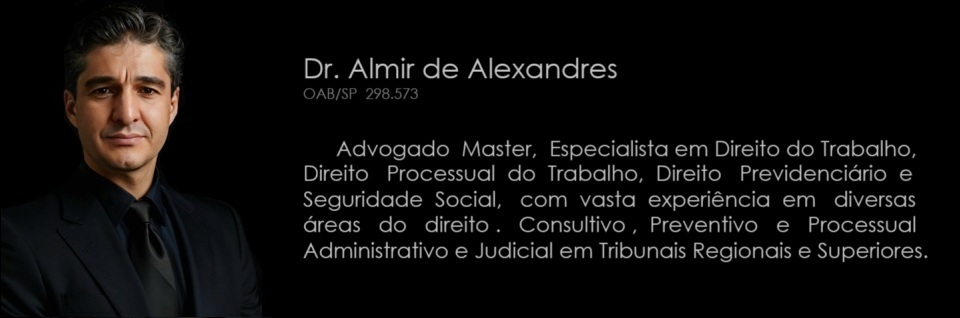 Dr. Almir de Alexandres
OAB/SP 298.573
Advogado Master, Especialista em Direito do Trabalho,
Direito Processual do Trabalho, Direito Previdenciário e
Seguridade Social, com vasta experiência em diversas
áreas do direito . Consultivo , Preventivo e Processual
Administrativo e Judicial em Tribunais Regionais e Superiores.